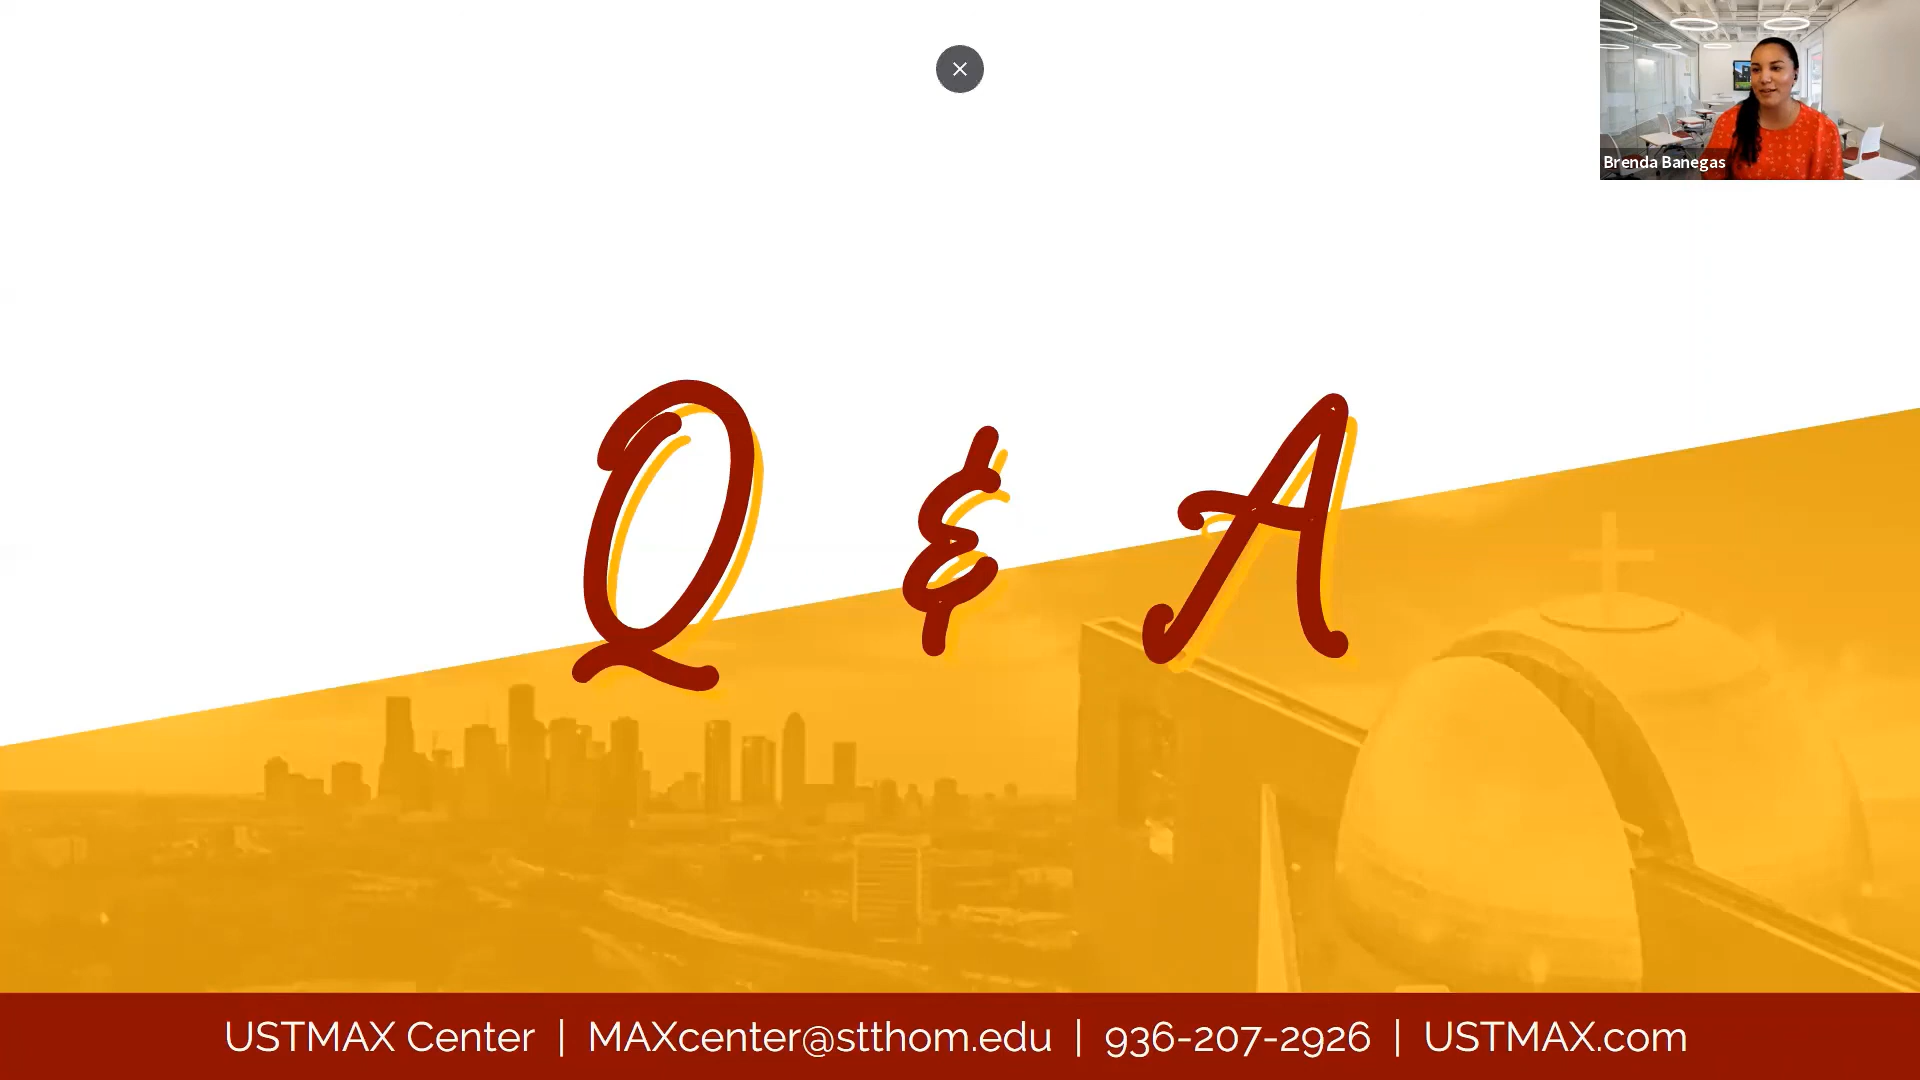 Brenda Banegas
Q & A
USTMAX Center | MAXcenter@stthom.edu | 936-207-2926 | USTMAX.com